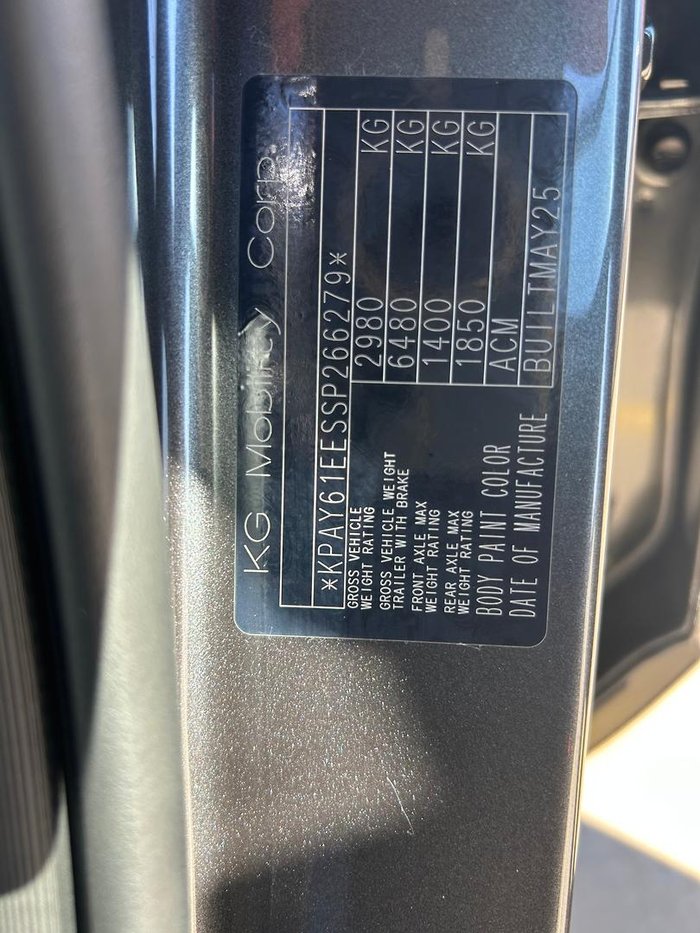 KG Mobility Corp.
*KPAY61EESSP266279*
GROSS VEHICLE
WEIGHT RATING 2980 KG
GROSS VEHICLE WEIGHT
TRAILER WITH BRAKE 6480 KG
FRONT AXLE MAX
WEIGHT RATING 1400 KG
REAR AXLE MAX
WEIGHT RATING 1850 KG
BODY PAINT COLOR ACM
DATE OF MANUFACTURE BUILTMAY25